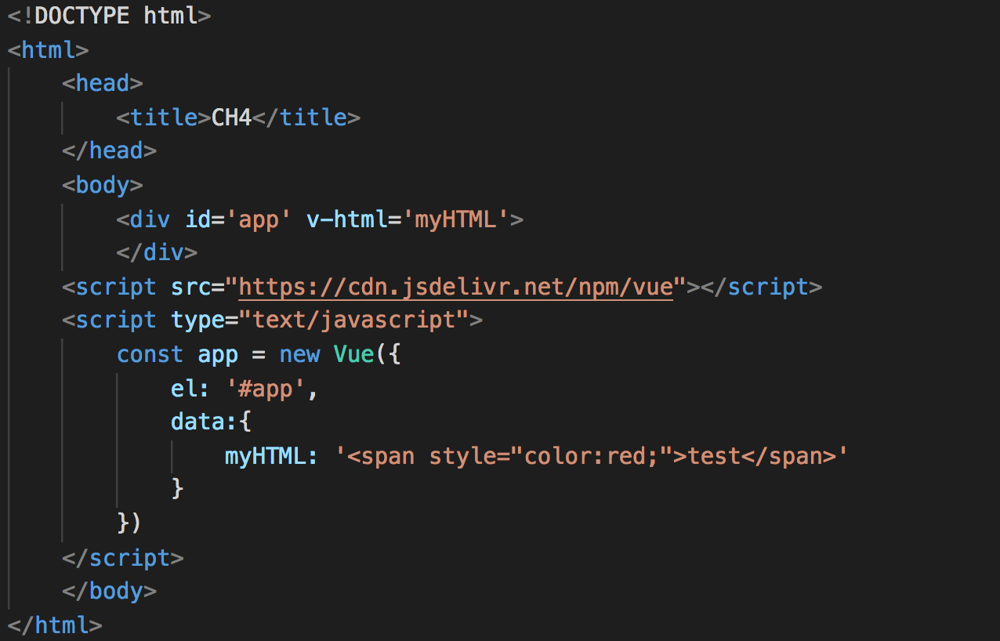 <!DOCTYPE html>
<html>
    <head>
        <title>CH4</title>
    </head>
    <body>
        <div id='app' v-html='myHTML'>
        </div>
    <script src="https://cdn.jsdelivr.net/npm/vue"></script>
    <script type="text/javascript">
        const app = new Vue({
            el: '#app',
            data:{
                myHTML: '<span style="color:red;">test</span>'
            }
        })
    </script>
    </body>
</html>